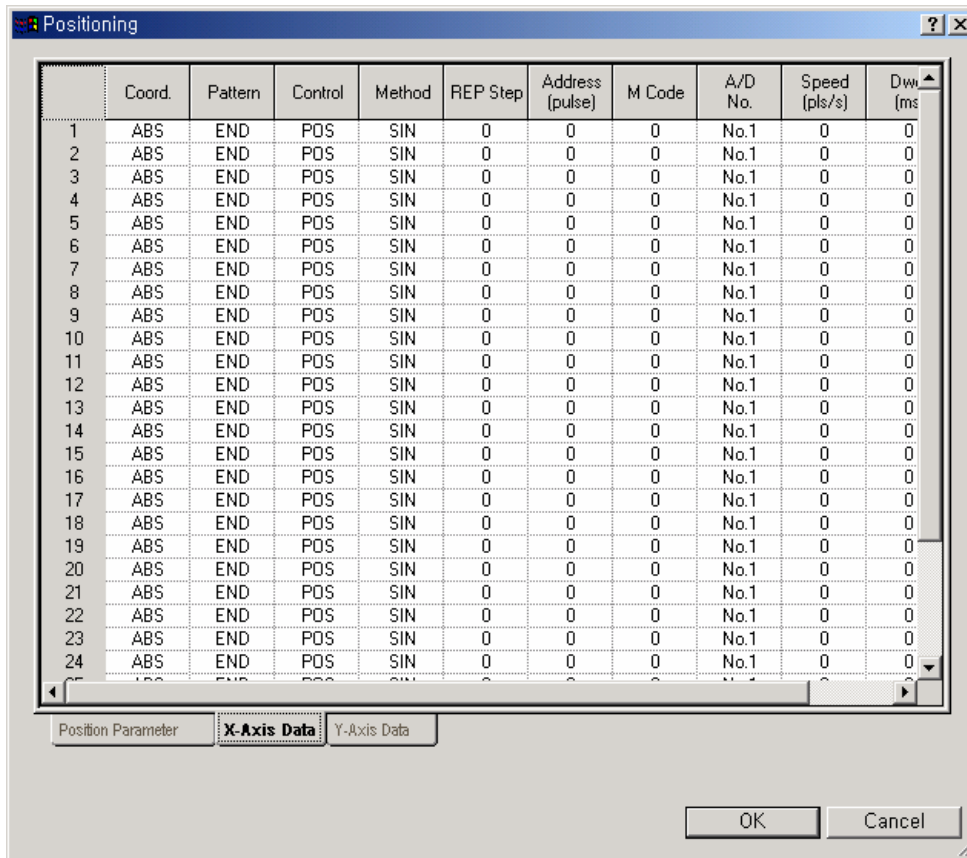 Positioning
Coord. Pattern Control Method REP Step Address (pulse) M Code A/D No. Speed (pls/s)
1 ABS END POS SIN 0 0 0 No.1 0 0
2 ABS END POS SIN 0 0 0 No.1 0 0
3 ABS END POS SIN 0 0 0 No.1 0 0
4 ABS END POS SIN 0 0 0 No.1 0 0
5 ABS END POS SIN 0 0 0 No.1 0 0
6 ABS END POS SIN 0 0 0 No.1 0 0
7 ABS END POS SIN 0 0 0 No.1 0 0
8 ABS END POS SIN 0 0 0 No.1 0 0
9 ABS END POS SIN 0 0 0 No.1 0 0
10 ABS END POS SIN 0 0 0 No.1 0 0
11 ABS END POS SIN 0 0 0 No.1 0 0
12 ABS END POS SIN 0 0 0 No.1 0 0
13 ABS END POS SIN 0 0 0 No.1 0 0
14 ABS END POS SIN 0 0 0 No.1 0 0
15 ABS END POS SIN 0 0 0 No.1 0 0
16 ABS END POS SIN 0 0 0 No.1 0 0
17 ABS END POS SIN 0 0 0 No.1 0 0
18 ABS END POS SIN 0 0 0 No.1 0 0
19 ABS END POS SIN 0 0 0 No.1 0 0
20 ABS END POS SIN 0 0 0 No.1 0 0
21 ABS END POS SIN 0 0 0 No.1 0 0
22 ABS END POS SIN 0 0 0 No.1 0 0
23 ABS END POS SIN 0 0 0 No.1 0 0
24 ABS END POS SIN 0 0 0 No.1 0 0
Position Parameter X-Axis Data Y-Axis Data
OK Cancel